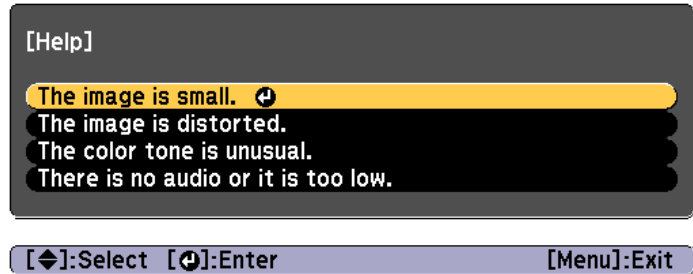 [Help]
The image is small.
The image is distorted.
The color tone is unusual.
There is no audio or it is too low.
[◆]:Select [↵]:Enter [Menu]:Exit